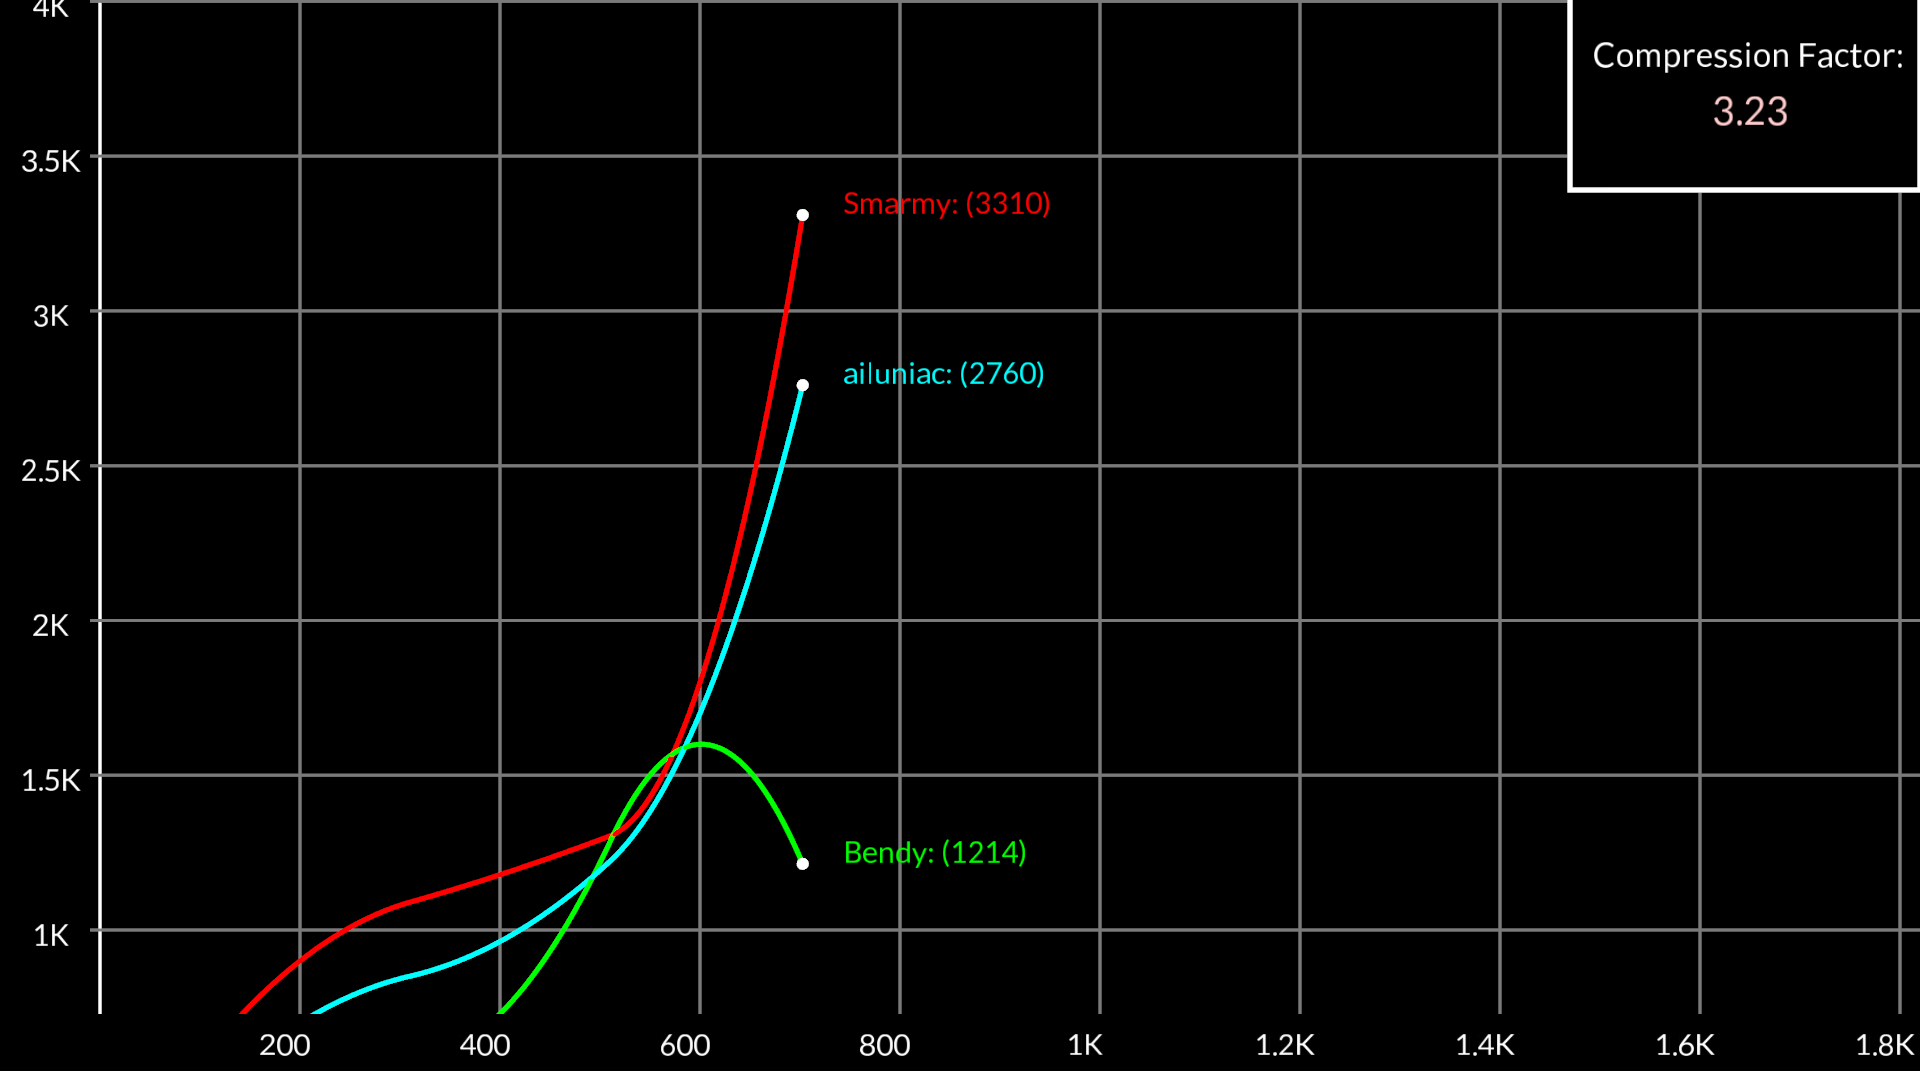 4K
Compression Factor:
3.23
3.5K
Smarmy: (3310)
3K
ailuniac: (2760)
2.5K
2K
1.5K
Bendy: (1214)
1K
200 400 600 800 1K 1.2K 1.4K 1.6K 1.8K